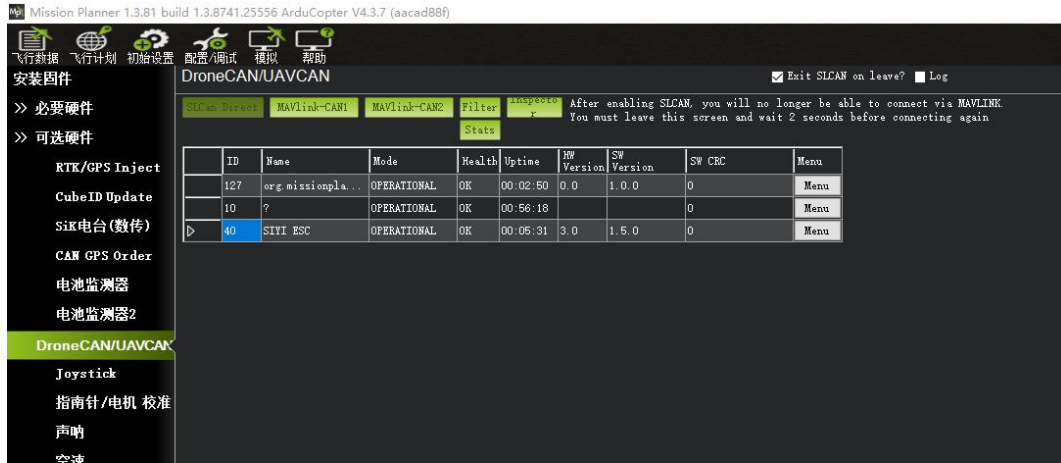 Mission Planner 1.3.81 build 1.3.8741.25556 ArduCopter V4.3.7 (aacad88f)
飞行数据 飞行计划 初始设置 配置/调试 模拟 帮助
安装固件
>> 必要硬件
>> 可选硬件
RTK/GPS Inject
CubeID Update
SiK电台(数传)
CAN GPS Order
电池监测器
电池监测器2
DroneCAN/UAVCAN
Joystick
指南针/电机 校准
声呐
空速
DroneCAN/UAVCAN
Exit SLCAN on leave? Log
SLCan Direct MAVlink-CAN1 MAVlink-CAN2 Filter Inspector
Stats
After enabling SLCAN, you will no longer be able to connect via MAVLINK.
You must leave this screen and wait 2 seconds before connecting again
ID Name Mode Health Uptime HW Version SW Version SW CRC Menu
127 org.missionpla... OPERATIONAL OK 00:02:50 0.0 1.0.0 0 Menu
10 ? OPERATIONAL OK 00:56:18 0 Menu
40 SIYI ESC OPERATIONAL OK 00:05:31 3.0 1.5.0 0 Menu